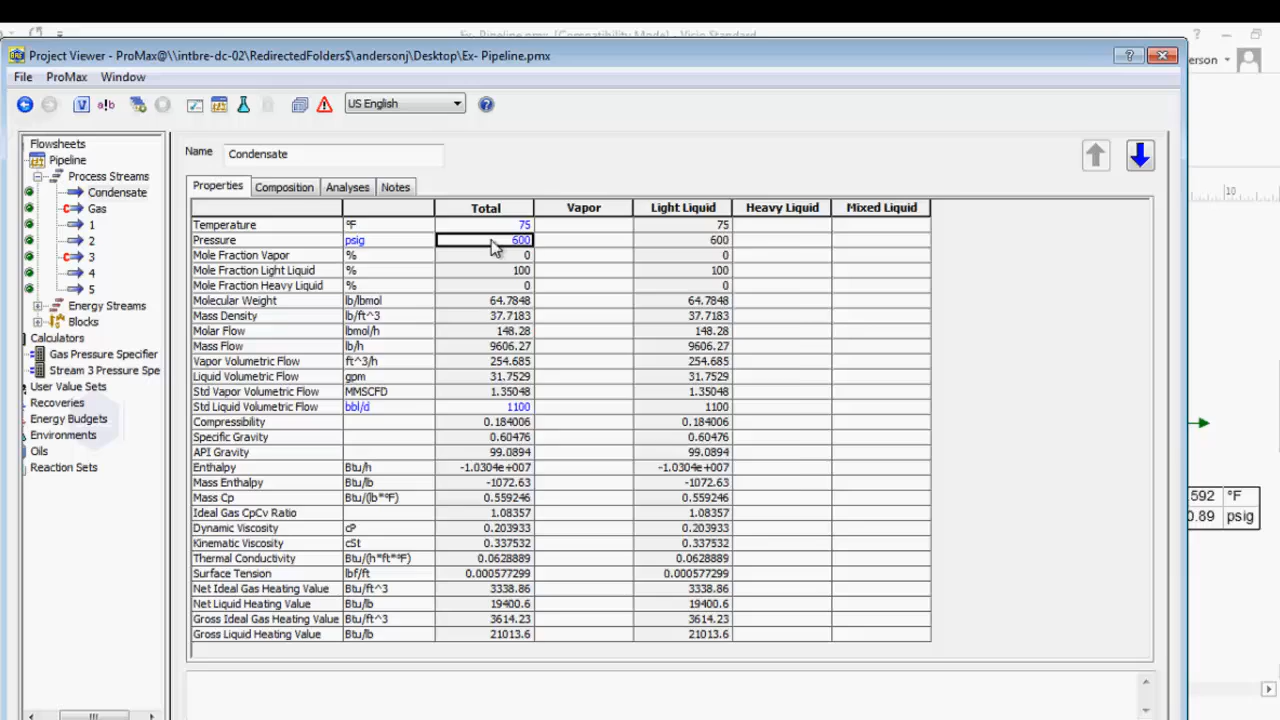 Ex- Pipeline.pmx [Compatibility Mode] - Visio Standard
Project Viewer - ProMax@\\intbre-dc-02\RedirectedFolders$\andersonj\Desktop\Ex- Pipeline.pmx
erson
File ProMax Window
US English
Flowsheets
Pipeline
Process Streams
Condensate
Gas
1
2
3
4
5
Energy Streams
Blocks
Calculators
Gas Pressure Specifier
Stream 3 Pressure Spe
User Value Sets
Recoveries
Energy Budgets
Environments
Oils
Reaction Sets
Name Condensate
Properties Composition Analyses Notes
Total Vapor Light Liquid Heavy Liquid Mixed Liquid
Temperature °F 75 75
Pressure psig 600 600
Mole Fraction Vapor % 0 0
Mole Fraction Light Liquid % 100 100
Mole Fraction Heavy Liquid % 0 0
Molecular Weight lb/lbmol 64.7848 64.7848
Mass Density lb/ft^3 37.7183 37.7183
Molar Flow lbmol/h 148.28 148.28
Mass Flow lb/h 9606.27 9606.27
Vapor Volumetric Flow ft^3/h 254.685 254.685
Liquid Volumetric Flow gpm 31.7529 31.7529
Std Vapor Volumetric Flow MMSCFD 1.35048 1.35048
Std Liquid Volumetric Flow bbl/d 1100 1100
Compressibility 0.184006 0.184006
Specific Gravity 0.60476 0.60476
API Gravity 99.0894 99.0894
Enthalpy Btu/h -1.0304e+007 -1.0304e+007
Mass Enthalpy Btu/lb -1072.63 -1072.63
Mass Cp Btu/(lb*°F) 0.559246 0.559246
Ideal Gas CpCv Ratio 1.08357 1.08357
Dynamic Viscosity cP 0.203933 0.203933
Kinematic Viscosity cSt 0.337532 0.337532
Thermal Conductivity Btu/(h*ft*°F) 0.0628889 0.0628889
Surface Tension lbf/ft 0.000577299 0.000577299
Net Ideal Gas Heating Value Btu/ft^3 3338.86 3338.86
Net Liquid Heating Value Btu/lb 19400.6 19400.6
Gross Ideal Gas Heating Value Btu/ft^3 3614.23 3614.23
Gross Liquid Heating Value Btu/lb 21013.6 21013.6
10
.592 °F
0.89 psig